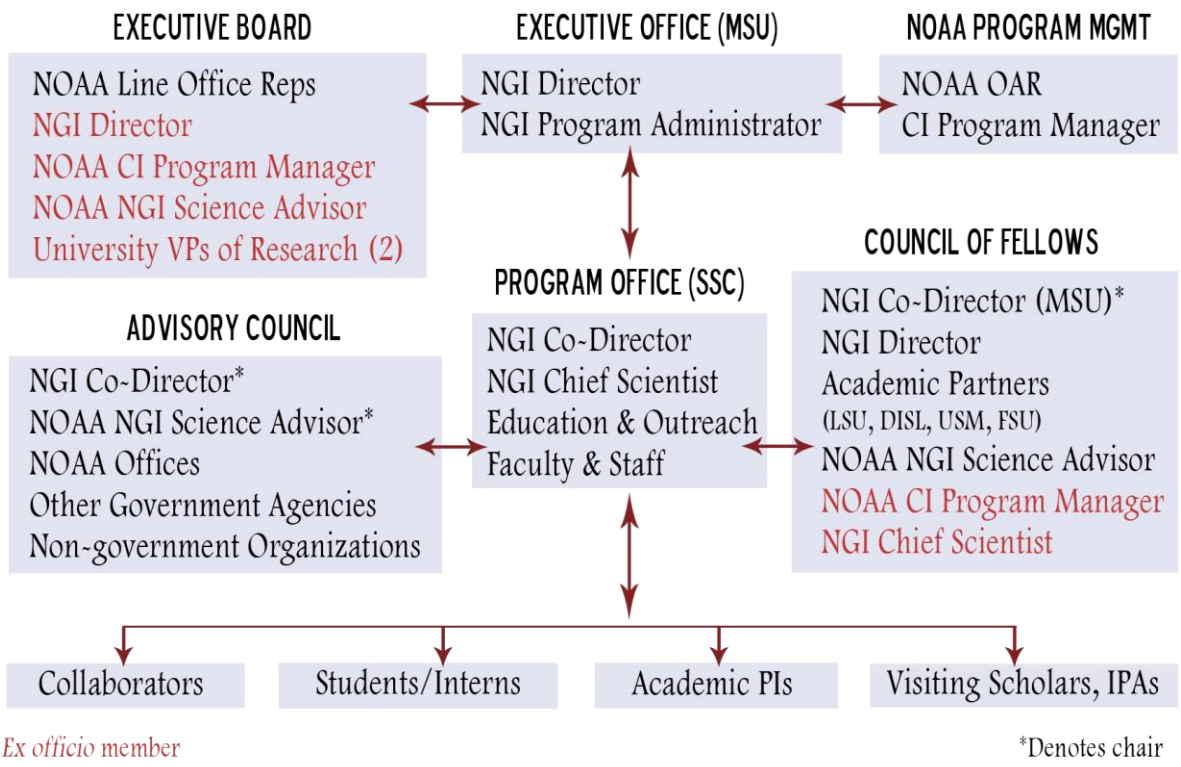 EXECUTIVE BOARD
NOAA Line Office Reps
NGI Director
NOAA CI Program Manager
NOAA NGI Science Advisor
University VPs of Research (2)
EXECUTIVE OFFICE (MSU)
NGI Director
NGI Program Administrator
NOAA PROGRAM MGMT
NOAA OAR
CI Program Manager
ADVISORY COUNCIL
NGI Co-Director*
NOAA NGI Science Advisor*
NOAA Offices
Other Government Agencies
Non-government Organizations
PROGRAM OFFICE (SSC)
NGI Co-Director
NGI Chief Scientist
Education & Outreach
Faculty & Staff
COUNCIL OF FELLOWS
NGI Co-Director (MSU)*
NGI Director
Academic Partners
(LSU, DISL, USM, FSU)
NOAA NGI Science Advisor
NOAA CI Program Manager
NGI Chief Scientist
Collaborators
Students/Interns
Academic PIs
Visiting Scholars, IPAs
Ex officio member
*Denotes chair